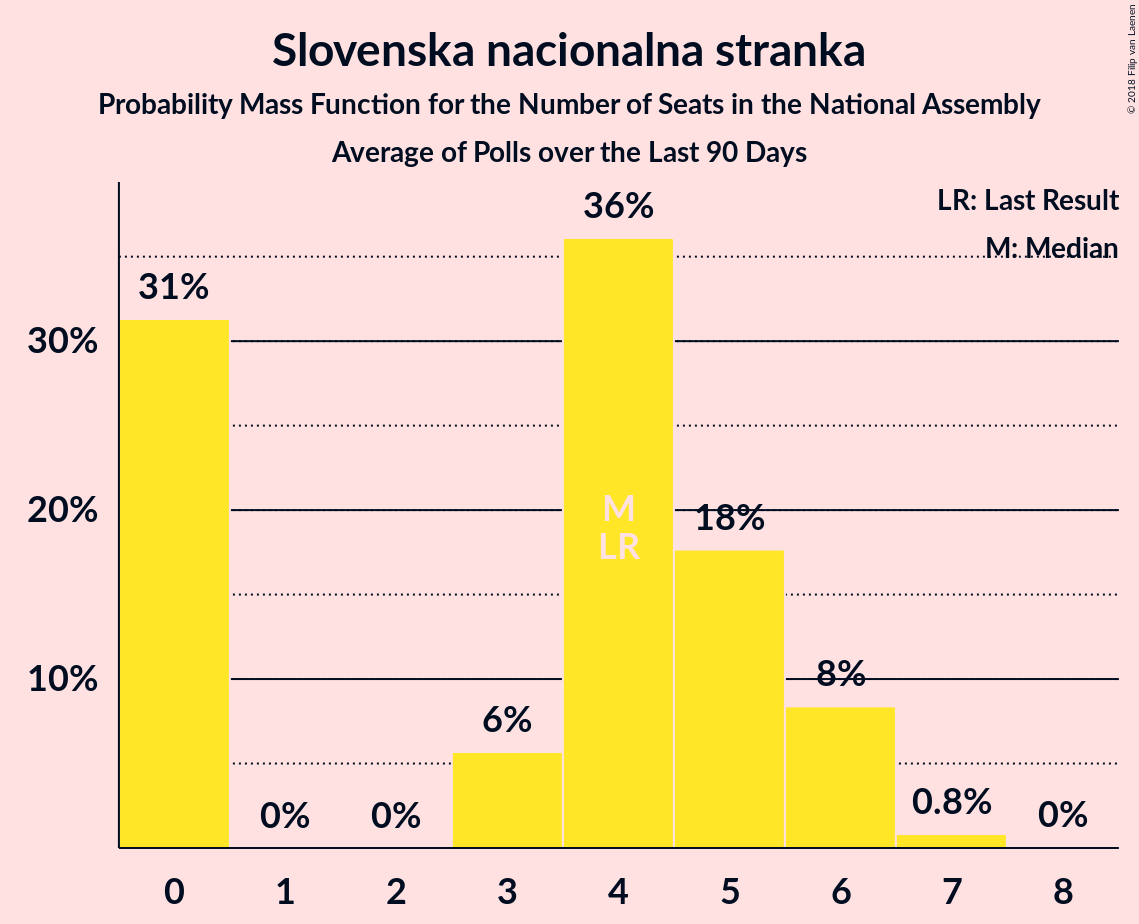 Slovenska nacionalna stranka
Probability Mass Function for the Number of Seats in the National Assembly
Average of Polls over the Last 90 Days
© 2018 Filip van Laenen
LR: Last Result
M: Median
36%
31%
30%
20%
M
18%
LR
10%
8%
6%
0%
0%
0.8%
0%
0 1 2 3 4 5 6 7 8